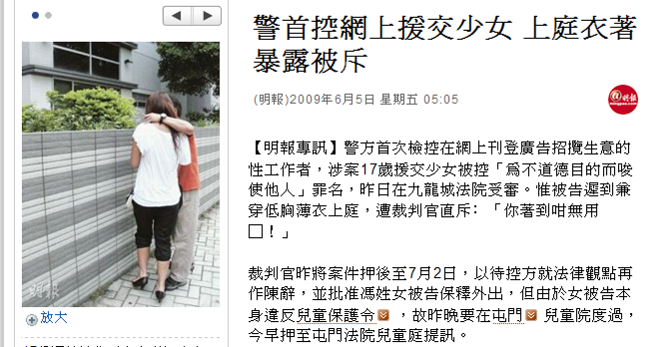 警首控網上援交少女 上庭衣著
暴露被斥
(明報)2009年6月5日 星期五 05:05
明報
mingpao.com
【明報專訊】警方首次檢控在網上刊登廣告招攬生意的
性工作者，涉案17歲援交少女被控「爲不道德目的而唆
使他人」罪名，昨日在九龍城法院受審。惟被告遲到兼
穿低胸薄衣上庭，遭裁判官直斥：「你著到咁無用
□！」
裁判官昨將案件押後至7月2日，以待控方就法律觀點再
作陳辭，並批准馮姓女被告保釋外出，但由於女被告本
身違反兒童保護令，故昨晚要在屯門兒童院度過，
今早押至屯門法院兒童庭提訊。
明報
放大